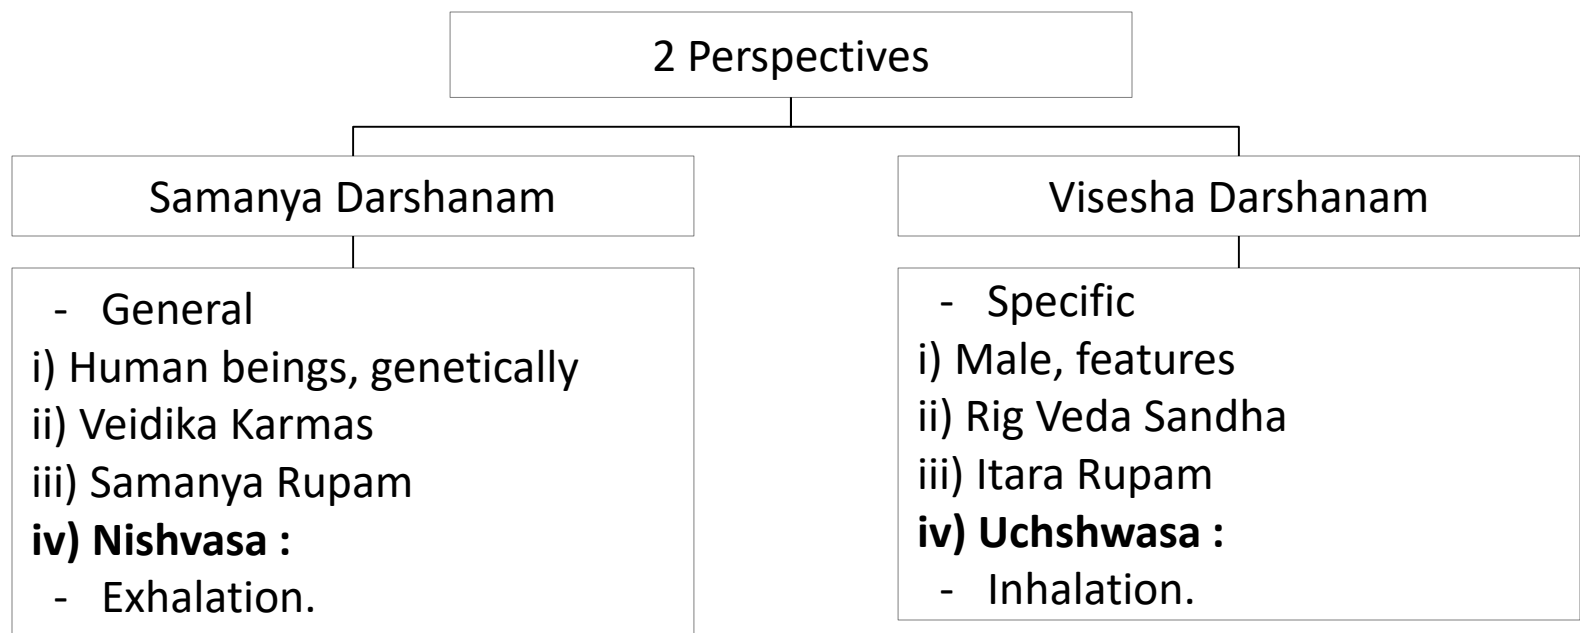 2 Perspectives
Samanya Darshanam
- General
i) Human beings, genetically
ii) Veidika Karmas
iii) Samanya Rupam
iv) Nishvasa :
- Exhalation.
Visesha Darshanam
- Specific
i) Male, features
ii) Rig Veda Sandha
iii) Itara Rupam
iv) Uchshwasa :
- Inhalation.